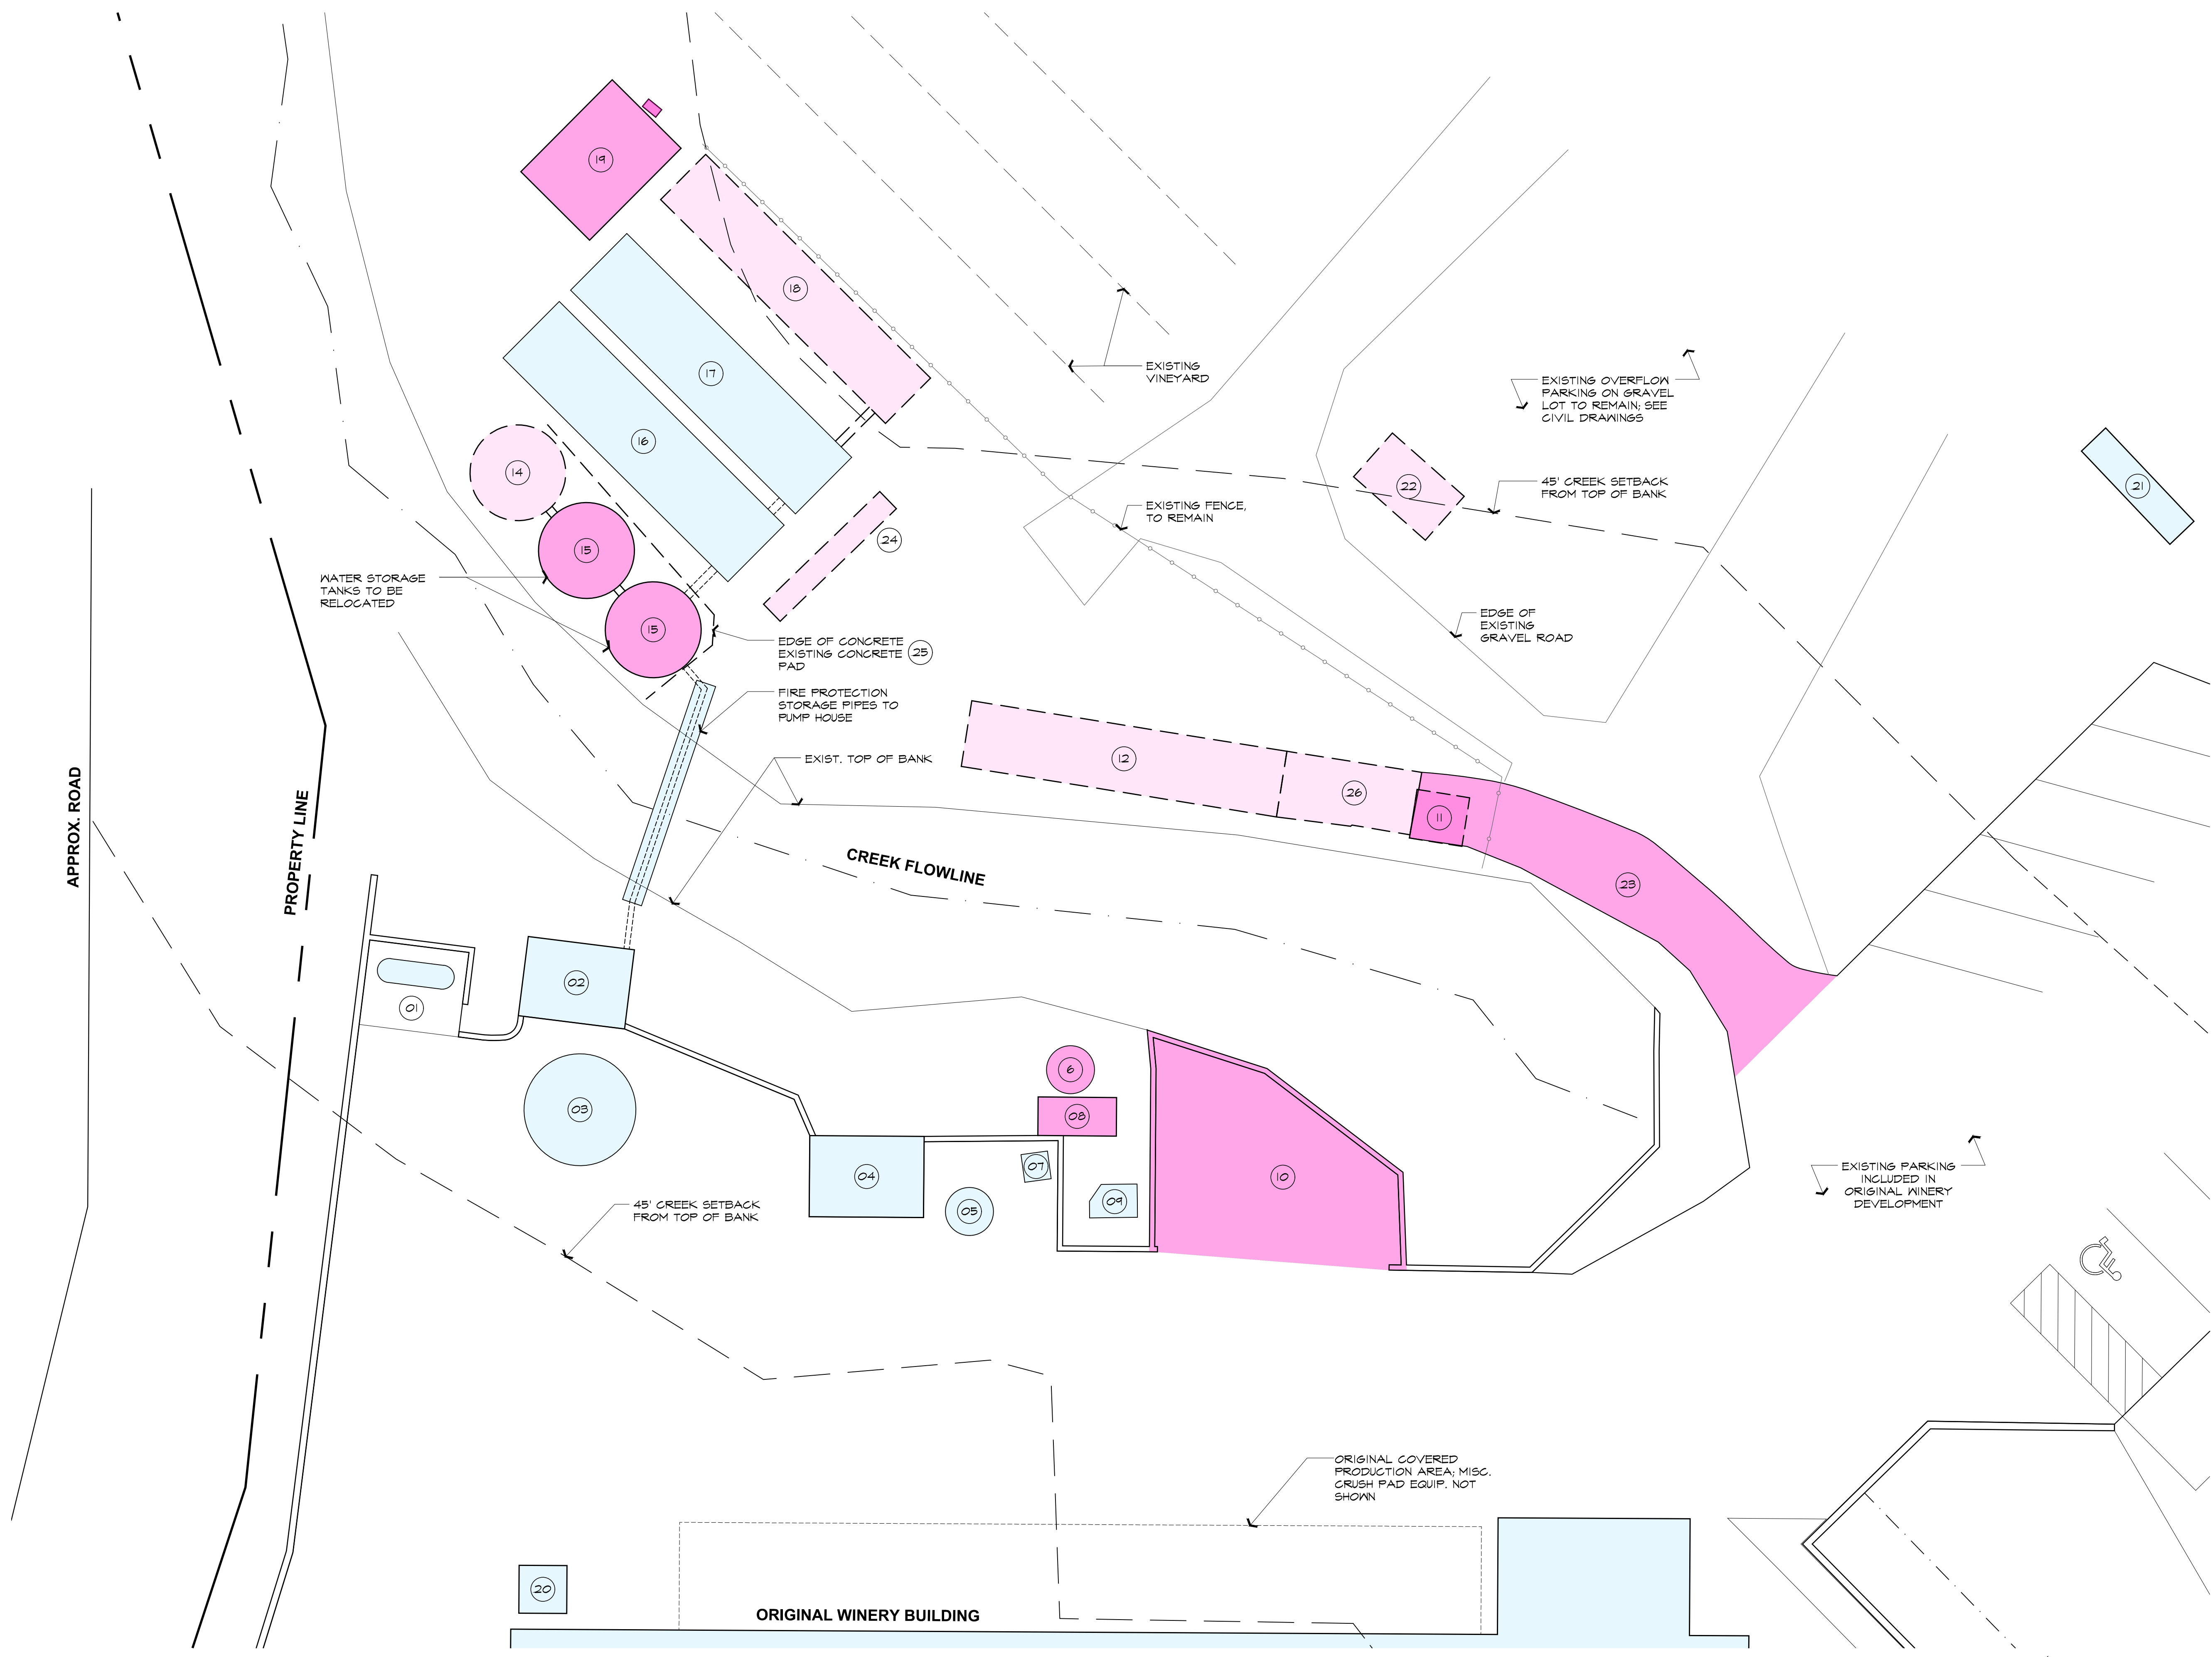 19
18
EXISTING
VINEYARD
EXISTING OVERFLOW
PARKING ON GRAVEL
LOT TO REMAIN; SEE
CIVIL DRAWINGS
17
16
14
22
45' CREEK SETBACK
FROM TOP OF BANK
21
EXISTING FENCE,
TO REMAIN
15
24
WATER STORAGE
TANKS TO BE
RELOCATED
15
EDGE OF CONCRETE
EXISTING CONCRETE
PAD
25
EDGE OF
EXISTING
GRAVEL ROAD
FIRE PROTECTION
STORAGE PIPES TO
PUMP HOUSE
EXIST. TOP OF BANK
12
26
11
APPROX. ROAD
PROPERTY LINE
CREEK FLOWLINE
23
02
01
03
6
08
04
07
05
09
10
45' CREEK SETBACK
FROM TOP OF BANK
EXISTING PARKING
INCLUDED IN
ORIGINAL WINERY
DEVELOPMENT
ORIGINAL COVERED
PRODUCTION AREA; MISC.
CRUSH PAD EQUIP. NOT
SHOWN
20
ORIGINAL WINERY BUILDING